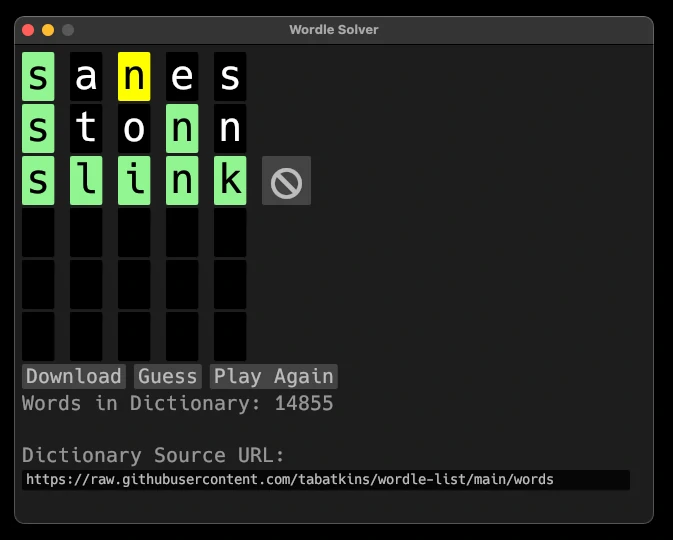 Wordle Solver
s a n e s
s t o n n
s l i n k
Download Guess Play Again
Words in Dictionary: 14855
Dictionary Source URL:
https://raw.githubusercontent.com/tabatkins/wordle-list/main/words